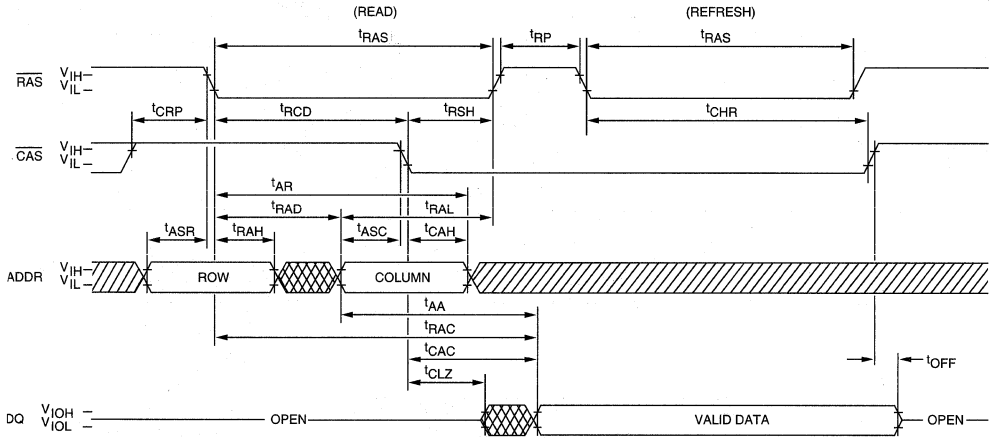 (READ) (REFRESH)
tRAS tRP tRAS
RAS VIH
VIL
tCRP tRCD tRSH tCHR
CAS VIH
VIL
tAR
tRAD tRAL
tASR tRAH tASC tCAH
ADDR VIH
VIL
ROW COLUMN
tAA
tRAC
tCAC
tOFF
tCLZ
DQ VIOH
VIOL
OPEN VALID DATA OPEN